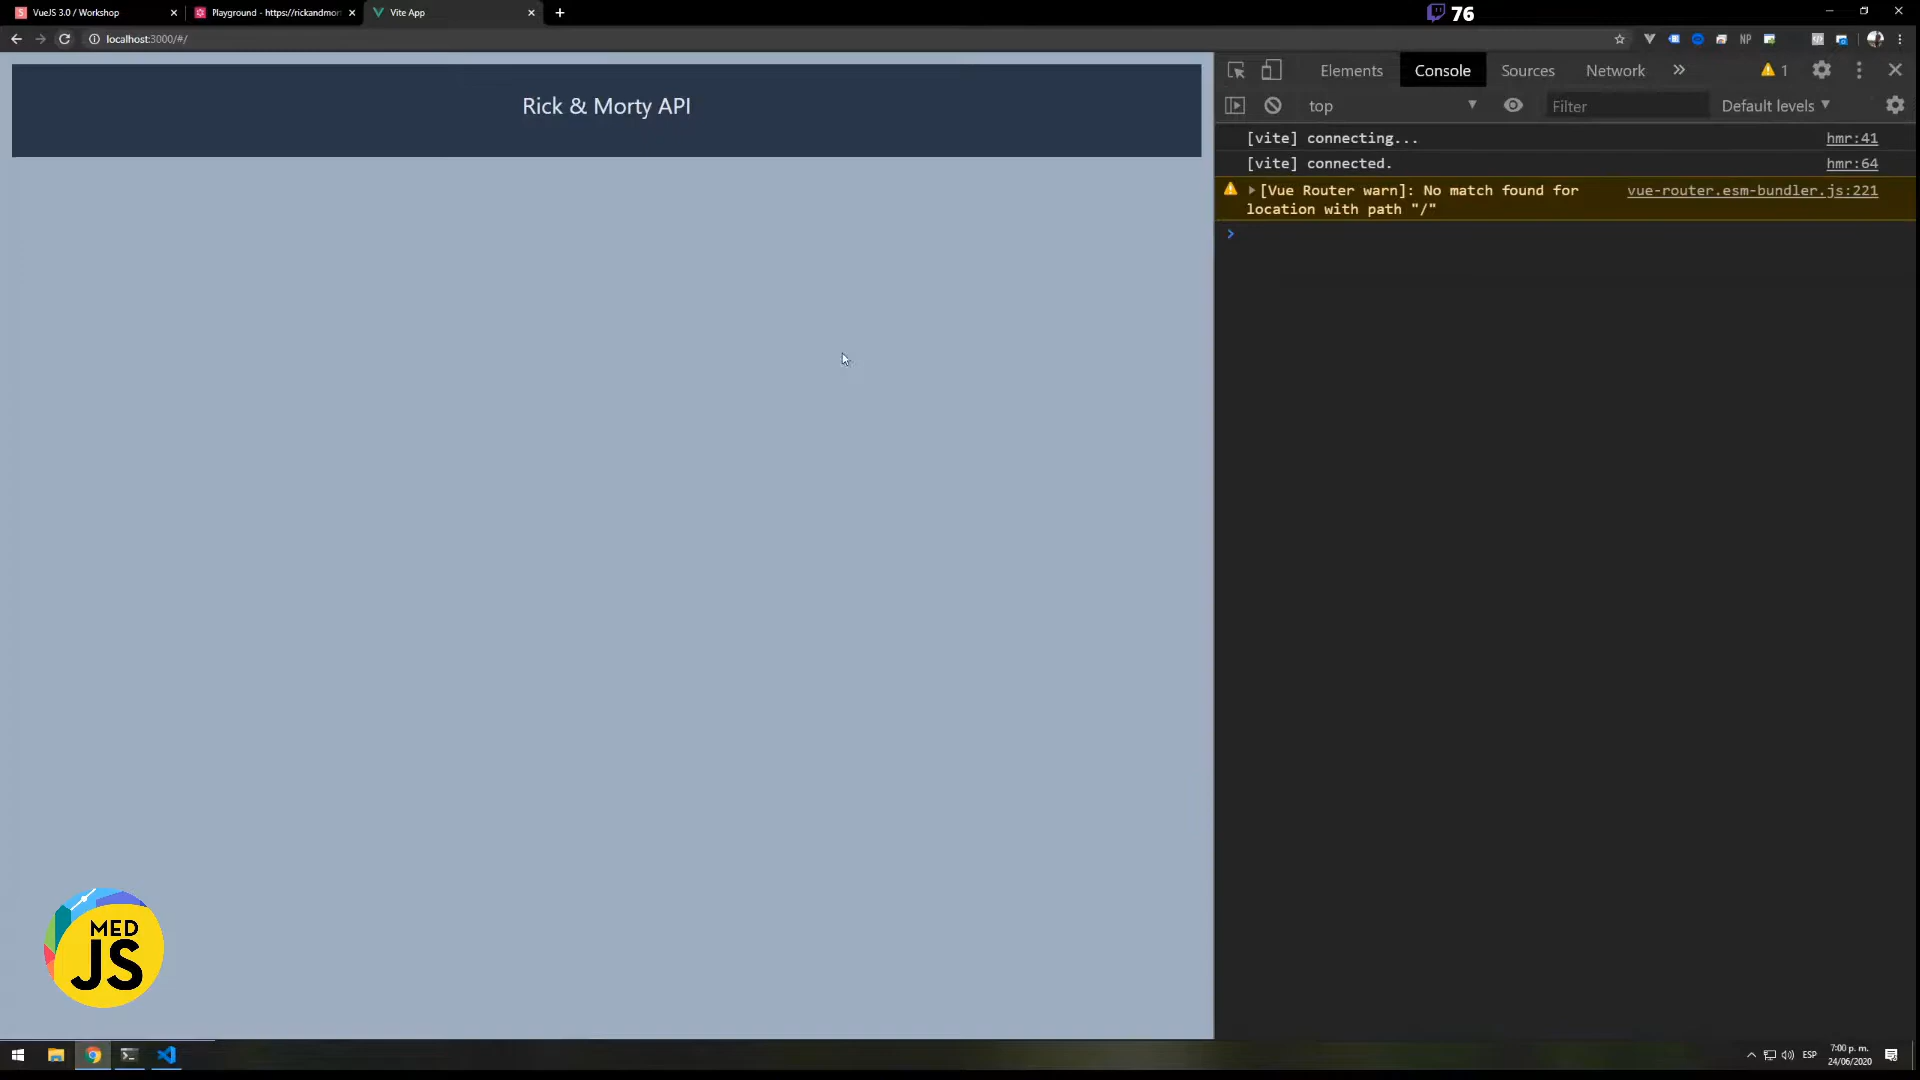 VueJS 3.0 / Workshop
Playground - https://rickandmor
Vite App
76
localhost:3000/#/
NP
Rick & Morty API
Elements
Console
Sources
Network
1
top
Filter
Default levels
[vite] connecting...
hmr:41
[vite] connected.
hmr:64
[Vue Router warn]: No match found for
vue-router.esm-bundler.js:221
location with path "/"
MED
JS
ESP
7:00 p. m.
24/06/2020